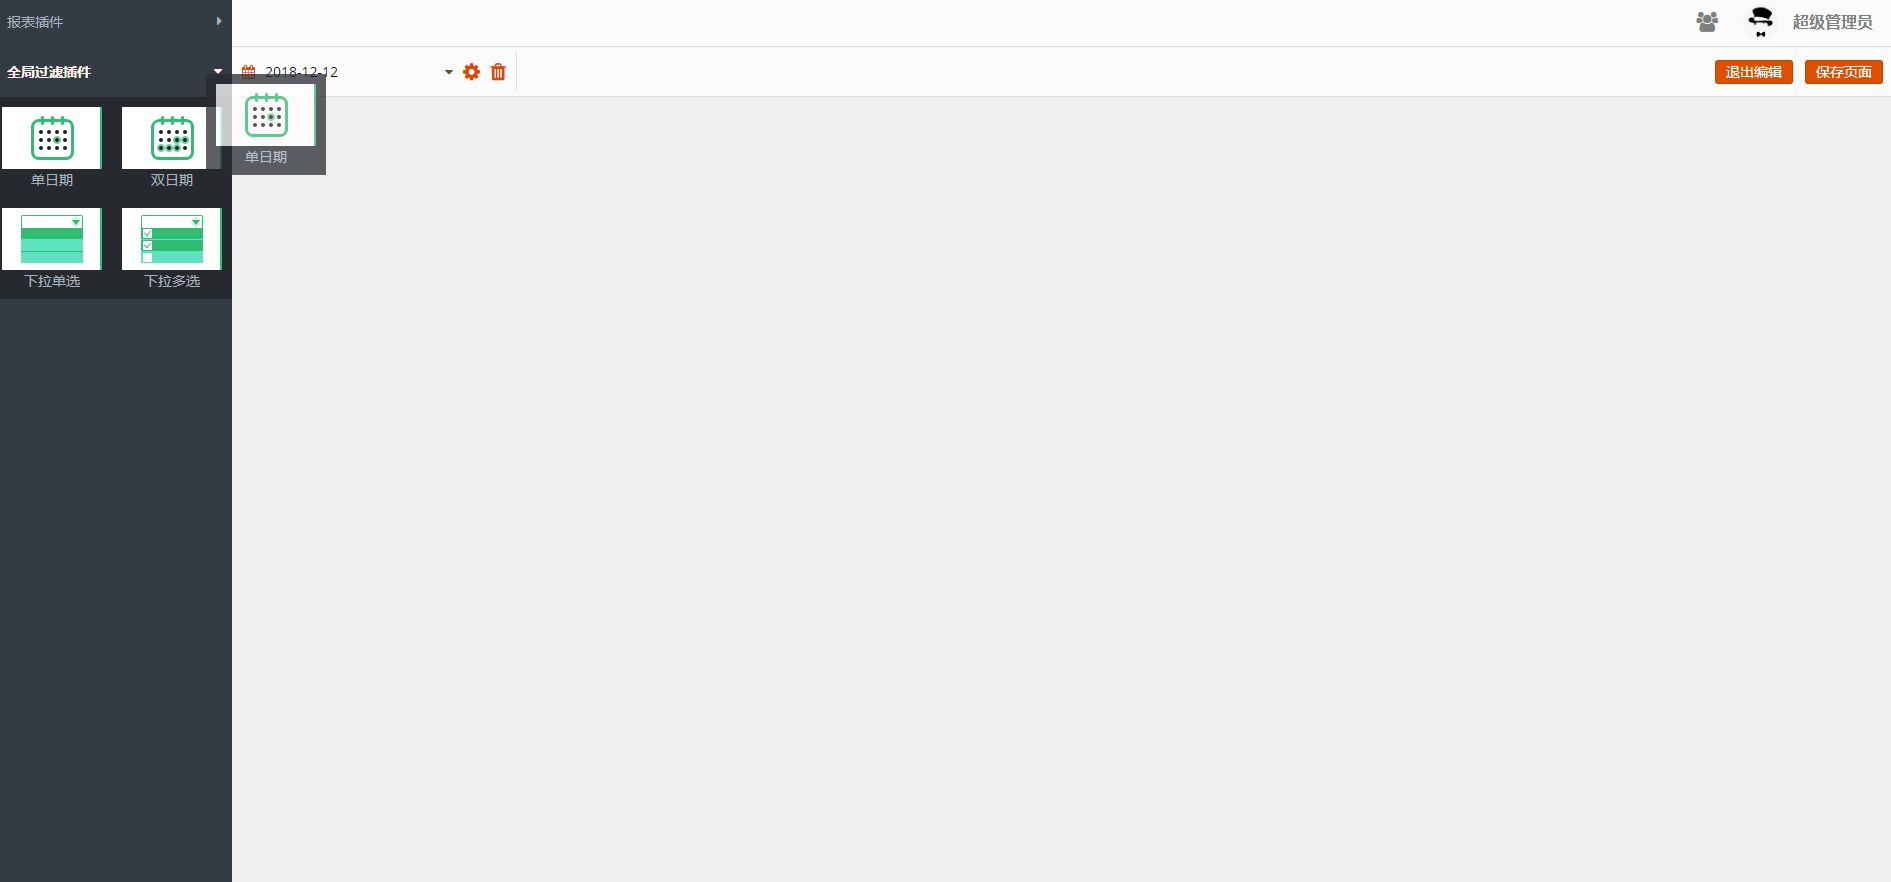 报表插件
超级管理员
全局过滤插件
2018-12-12
退出编辑
保存页面
单日期
单日期
双日期
下拉单选
下拉多选